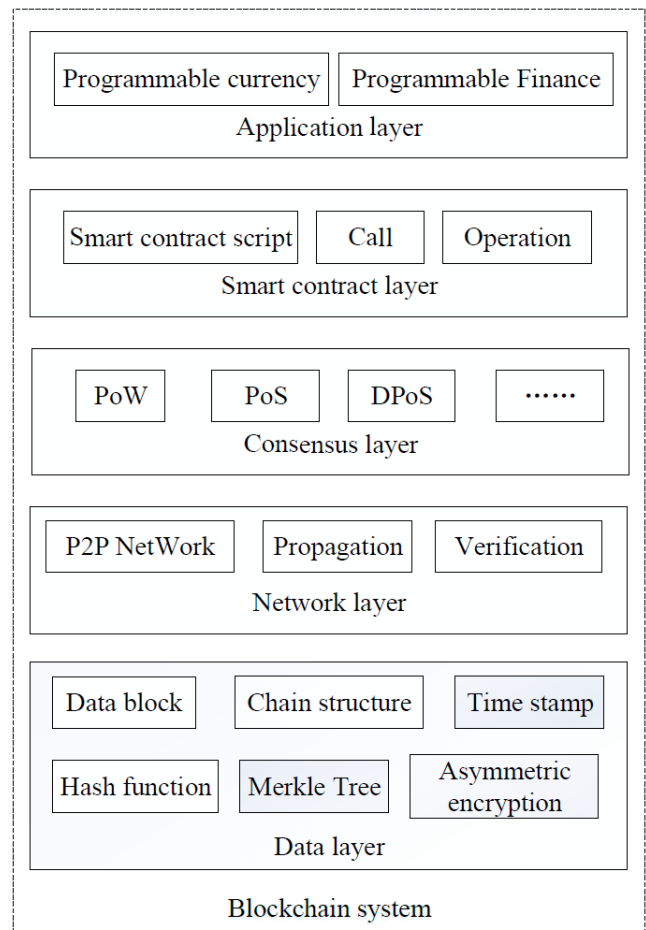 Programmable currency
Programmable Finance
Application layer
Smart contract script
Call
Operation
Smart contract layer
PoW
PoS
DPoS
······
Consensus layer
P2P NetWork
Propagation
Verification
Network layer
Data block
Chain structure
Time stamp
Hash function
Merkle Tree
Asymmetric
encryption
Data layer
Blockchain system